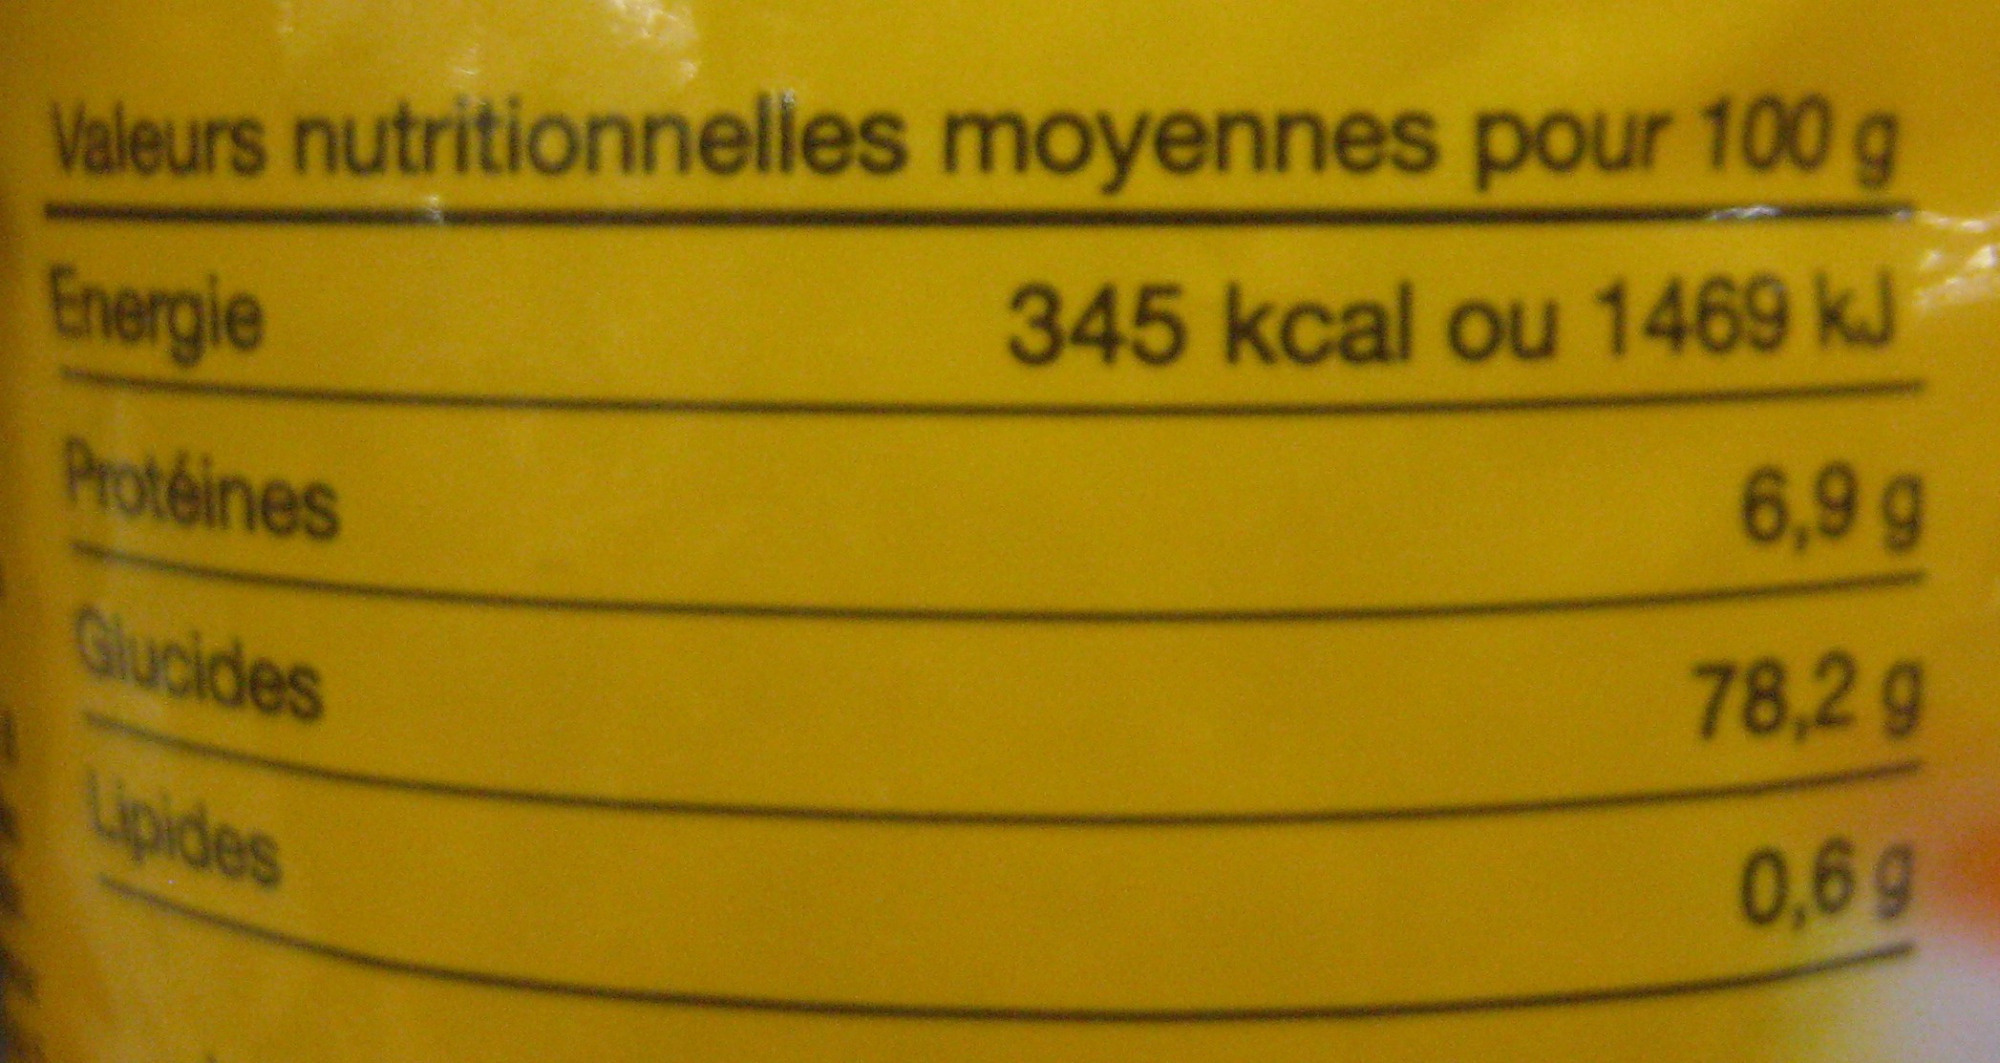 Valeurs nutritionnelles moyennes pour 100 g
Energie 345 kcal ou 1469 kJ
Protéines 6,9 g
Glucides 78,2 g
Lipides 0,6 g